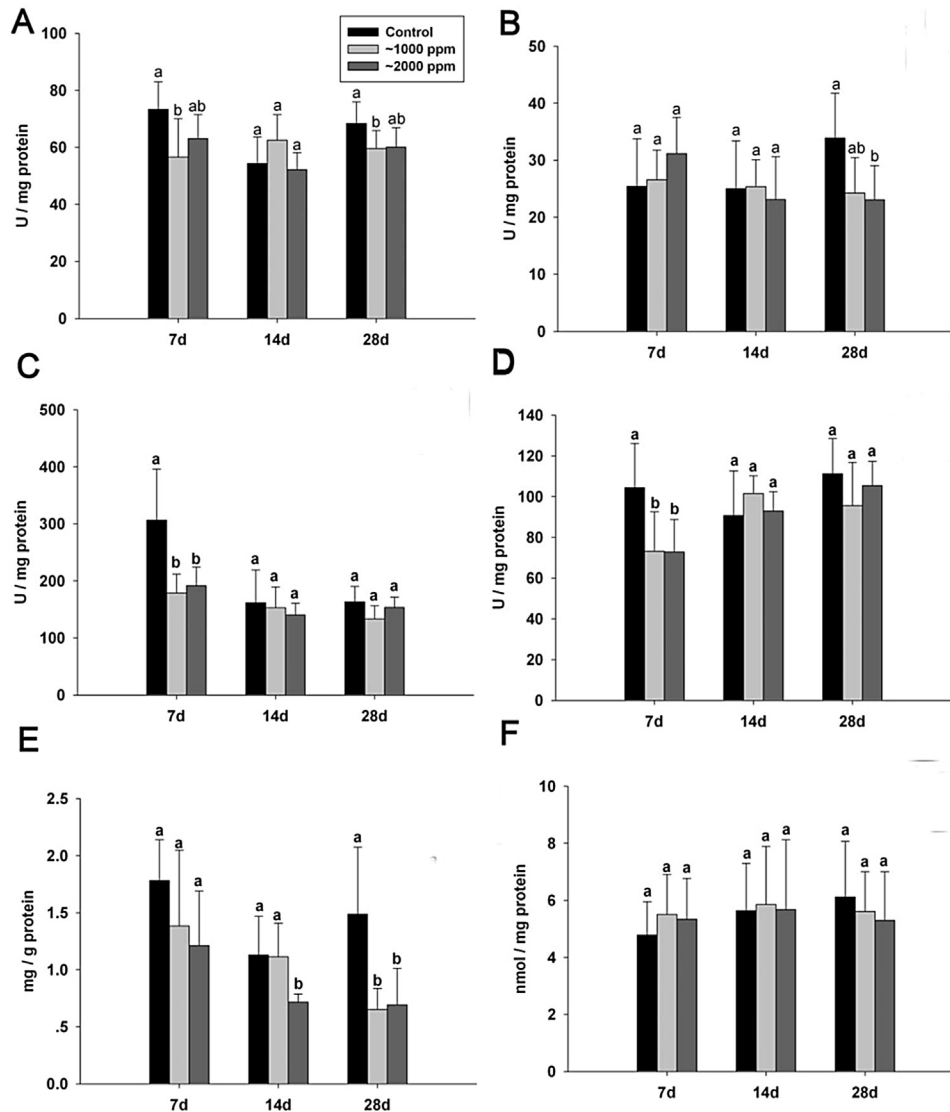 A
B
100
80
60
40
20
0
U / mg protein
Control
~1000 ppm
~2000 ppm
a b ab
a a a
a b ab
7d 14d 28d
50
40
30
20
10
0
U / mg protein
a a a
a a a
a ab b
7d 14d 28d
C
D
500
400
300
200
100
0
U / mg protein
a b b
a a a
a a a
7d 14d 28d
140
120
100
80
60
40
20
0
U / mg protein
a b b
a a a
a a a
7d 14d 28d
E
F
2.5
2.0
1.5
1.0
.5
0.0
mg / g protein
a a a
a a b
a b b
7d 14d 28d
10
8
6
4
2
0
nmol / mg protein
a a a
a a a
a a a
7d 14d 28d